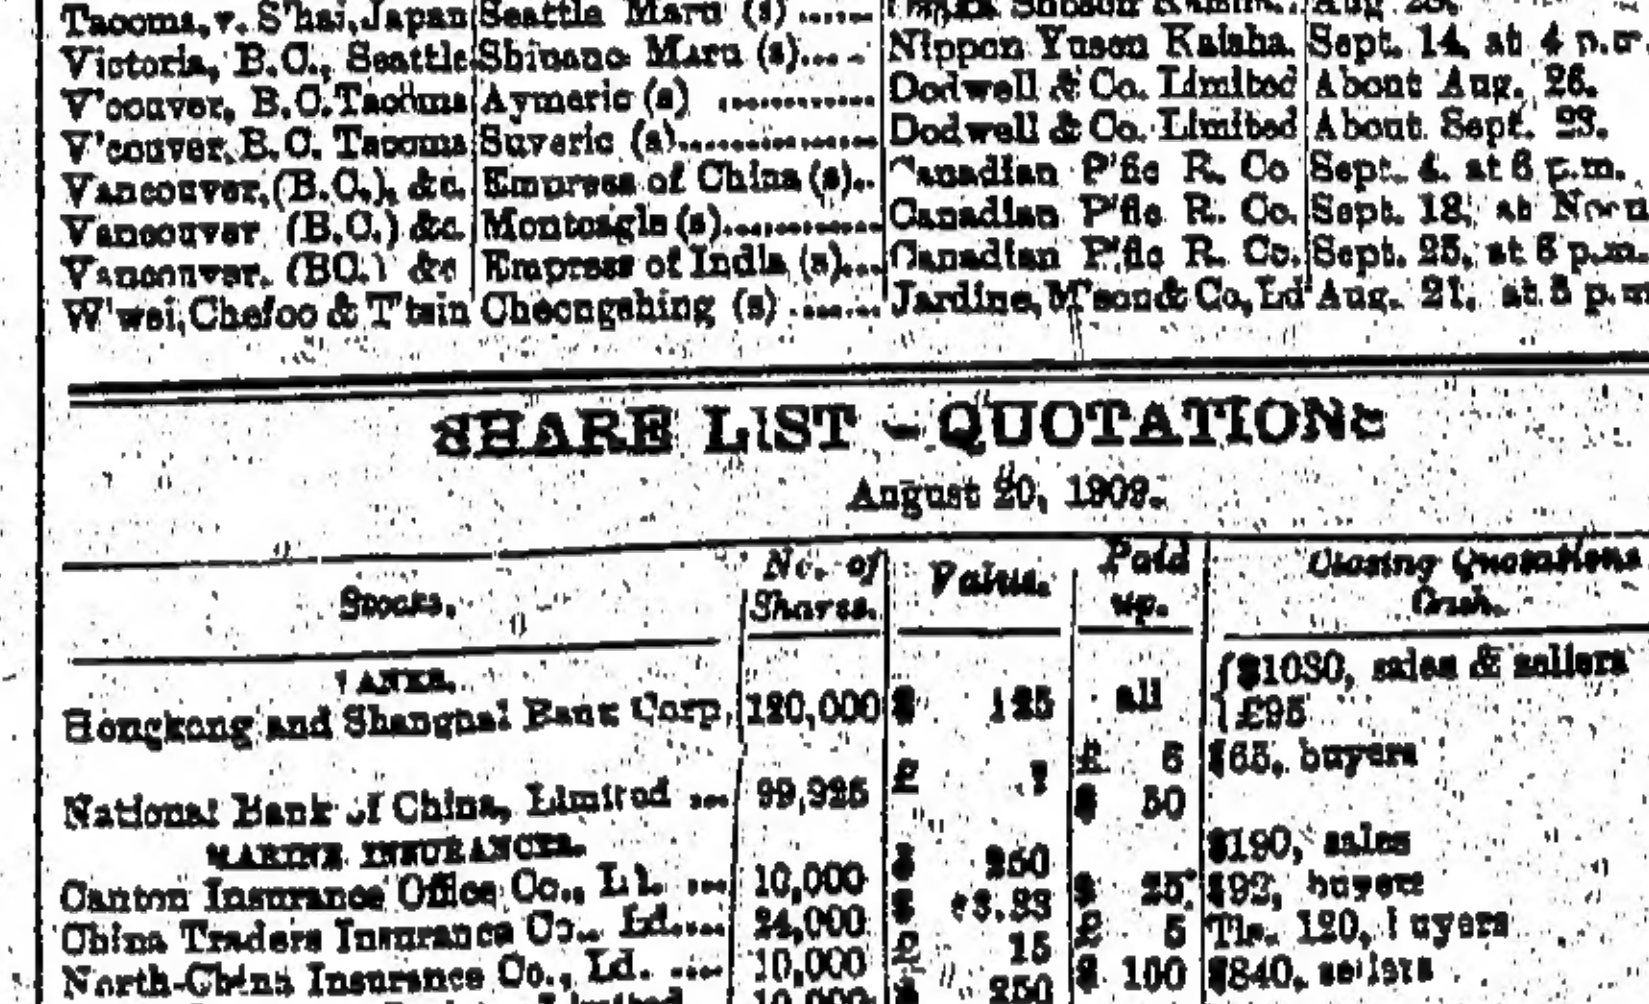 Tacoma, v. S'hai, Japan Seattle Maru (s) ...... Aug
Victoria, B.C., Seattle Shinano Maru (s).... Nippon Yusen Kaisha. Sept. 14, at 4 p.m.
V'couver, B.C. Tacoma Aymeric (s) ............ Dodwell & Co. Limited About Aug. 26.
V'couver, B.C. Tacoma Suveric (s)............... Dodwell & Co. Limited About Sept. 23.
Vancouver, (B.C.), &c. Empress of China (s).. Canadian P'fic R. Co Sept. 4, at 6 p.m.
Vancouver (B.C.) &c. Monteagle (s)............ Canadian P'fic R. Co. Sept. 18, at Noon
Vancouver, (BC.) &c Empress of India (s)... Canadian P'fic R. Co. Sept. 25, at 6 p.m.
W'wei, Chefoo & T'tsin Cheongshing (s) ...... Jardine, M'son & Co, Ld Aug. 21, at 5 p.m
SHARE LIST - QUOTATIONS
August 20, 1909.
Stocks. No. of Shares. Value. Paid up. Closing Quotations Cash.
BANKS.
Hongkong and Shanghai Bank Corp. 120,000 $ 125 all $1080, sales & sellers
£95
National Bank of China, Limited ... 99,925 £ 7 £ 6 $65, buyers
$ 50
MARINE INSURANCES.
Canton Insurance Office Co., Ld. ... 10,000 $ 250 $190, sales
China Traders Insurance Co., Ld.... 24,000 $ $ 25 $92, buyers
North-China Insurance Co., Ld. ... 10,000 £ 15 £ 5 Tls. 120, buyers
Limited 10,000 $ 250 $ 100 $840, sellers